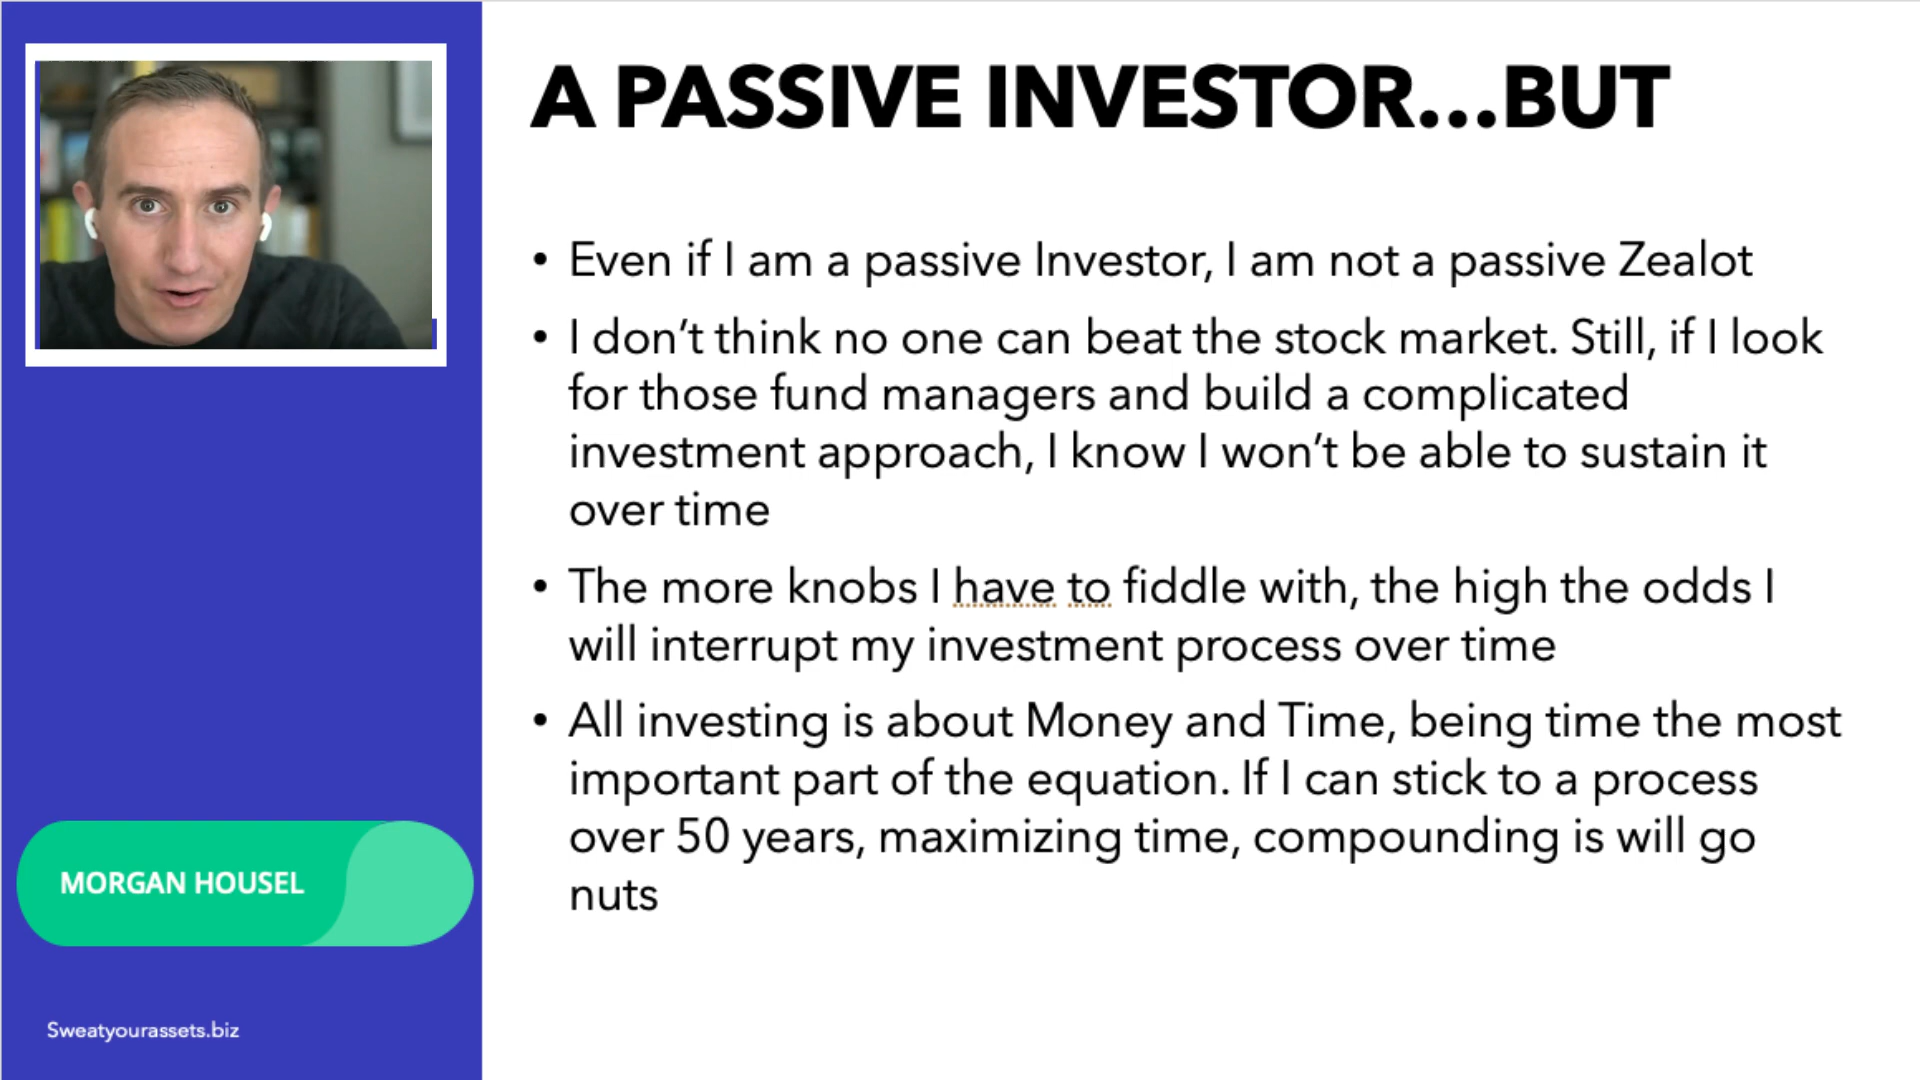 A PASSIVE INVESTOR...BUT
• Even if I am a passive Investor, I am not a passive Zealot
• I don’t think no one can beat the stock market. Still, if I look
for those fund managers and build a complicated
investment approach, I know I won’t be able to sustain it
over time
• The more knobs I have to fiddle with, the high the odds I
will interrupt my investment process over time
• All investing is about Money and Time, being time the most
important part of the equation. If I can stick to a process
over 50 years, maximizing time, compounding is will go
nuts
MORGAN HOUSEL
Sweatyourassets.biz